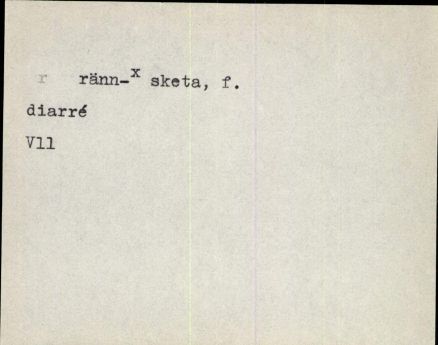 r ränn-x sketa, f.
diarré
Vll